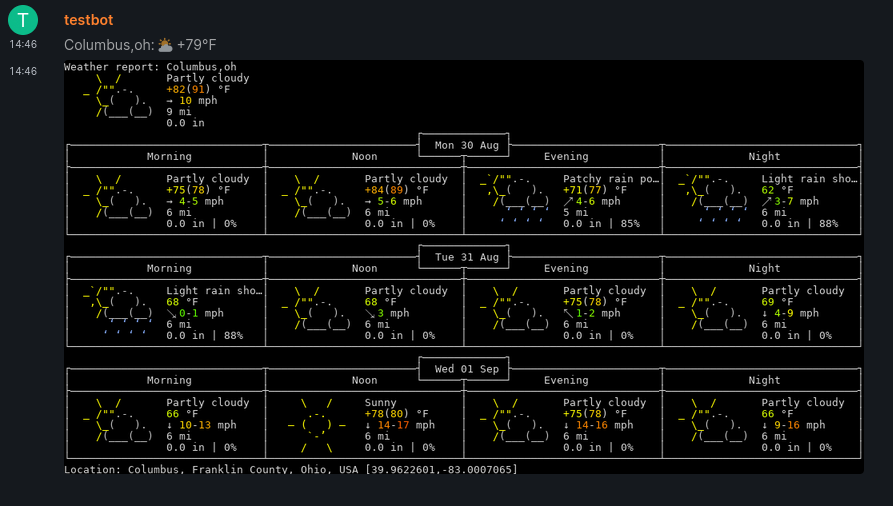 T
testbot
14:46
Columbus,oh: ⛅ +79°F
14:46
Weather report: Columbus,oh
Partly cloudy
+82(91) °F
→ 10 mph
9 mi
0.0 in
Mon 30 Aug
Morning Noon Evening Night
Partly cloudy Partly cloudy Patchy rain po… Light rain sho…
+75(78) °F +84(89) °F +71(77) °F 62 °F
→ 4-5 mph → 5-6 mph ↗ 4-6 mph ↗ 3-7 mph
6 mi 6 mi 5 mi 6 mi
0.0 in | 0% 0.0 in | 0% 0.0 in | 85% 0.0 in | 88%
Tue 31 Aug
Morning Noon Evening Night
Light rain sho… Partly cloudy Partly cloudy Partly cloudy
68 °F 68 °F +75(78) °F 69 °F
↘ 0-1 mph ↘ 3 mph ↖ 1-2 mph ↓ 4-9 mph
6 mi 6 mi 6 mi 6 mi
0.0 in | 88% 0.0 in | 0% 0.0 in | 0% 0.0 in | 0%
Wed 01 Sep
Morning Noon Evening Night
Partly cloudy Sunny Partly cloudy Partly cloudy
66 °F +78(80) °F +75(78) °F 66 °F
↓ 10-13 mph ↓ 14-17 mph ↓ 14-16 mph ↓ 9-16 mph
6 mi 6 mi 6 mi 6 mi
0.0 in | 0% 0.0 in | 0% 0.0 in | 0% 0.0 in | 0%
Location: Columbus, Franklin County, Ohio, USA [39.9622601,-83.0007065]